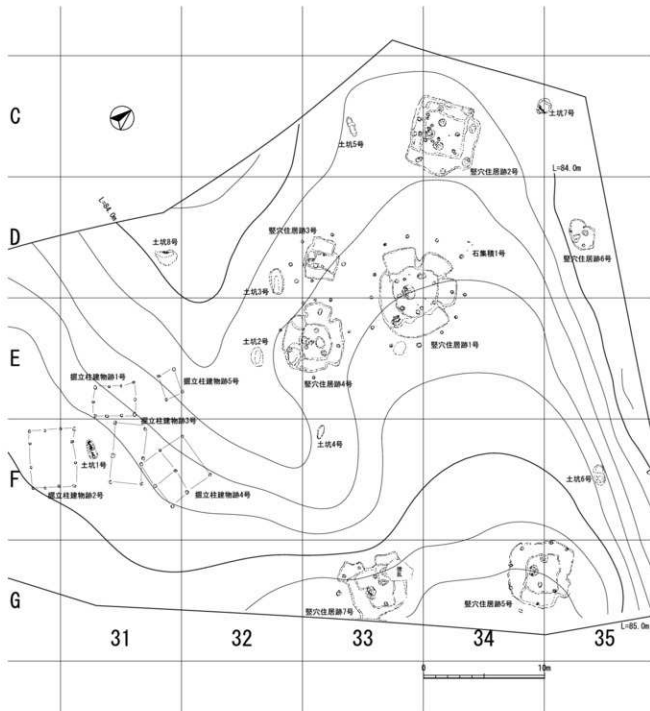 C
土坑7号
土坑5号
竪穴住居跡2号
L=84.0m
L=84.0m
D
竪穴住居跡3号
石集積1号
土坑8号
竪穴住居跡6号
土坑3号
E
土坑2号
竪穴住居跡1号
掘立柱建物跡1号
掘立柱建物跡5号
竪穴住居跡4号
掘立柱建物跡3号
土坑4号
F
土坑1号
土坑6号
掘立柱建物跡2号
掘立柱建物跡4号
G
竪穴住居跡7号
竪穴住居跡5号
L=85.0m
31
32
33
34
35
0
10m